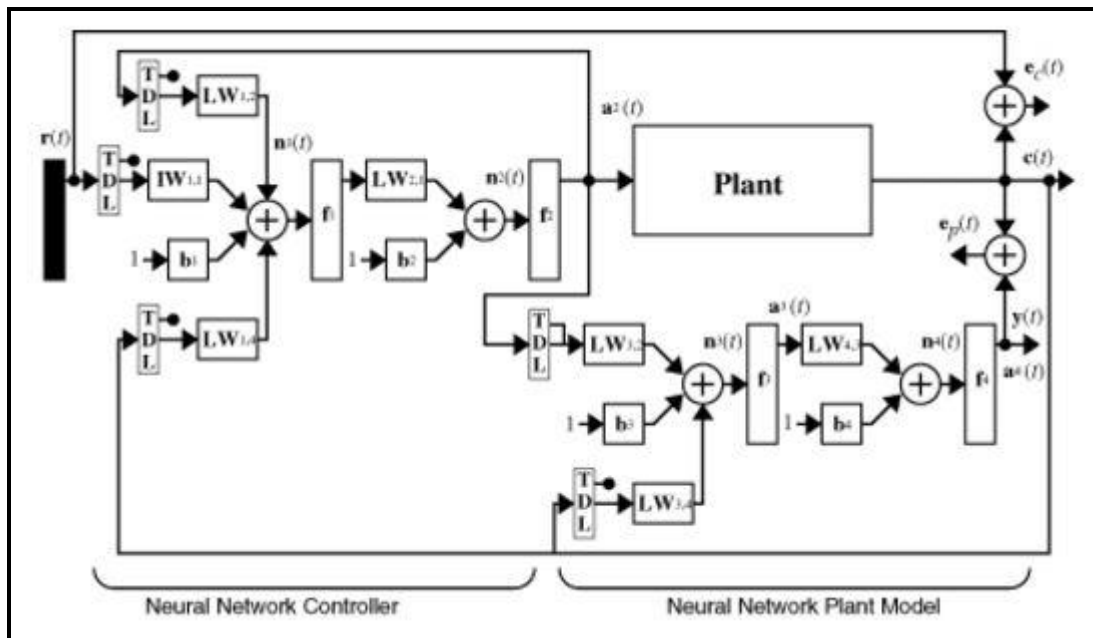 r(t)
T D L
LW1,2
n1(t)
T D L
IW1,1
1
b1
T D L
LW1,4
f1
LW2,1
1
b2
n2(t)
f2
a2(t)
Plant
ec(t)
c(t)
ep(t)
y(t)
a4(t)
T D L
LW3,2
1
b3
T D L
LW3,4
n3(t)
a3(t)
f3
LW4,3
1
b4
n4(t)
f4
Neural Network Controller
Neural Network Plant Model